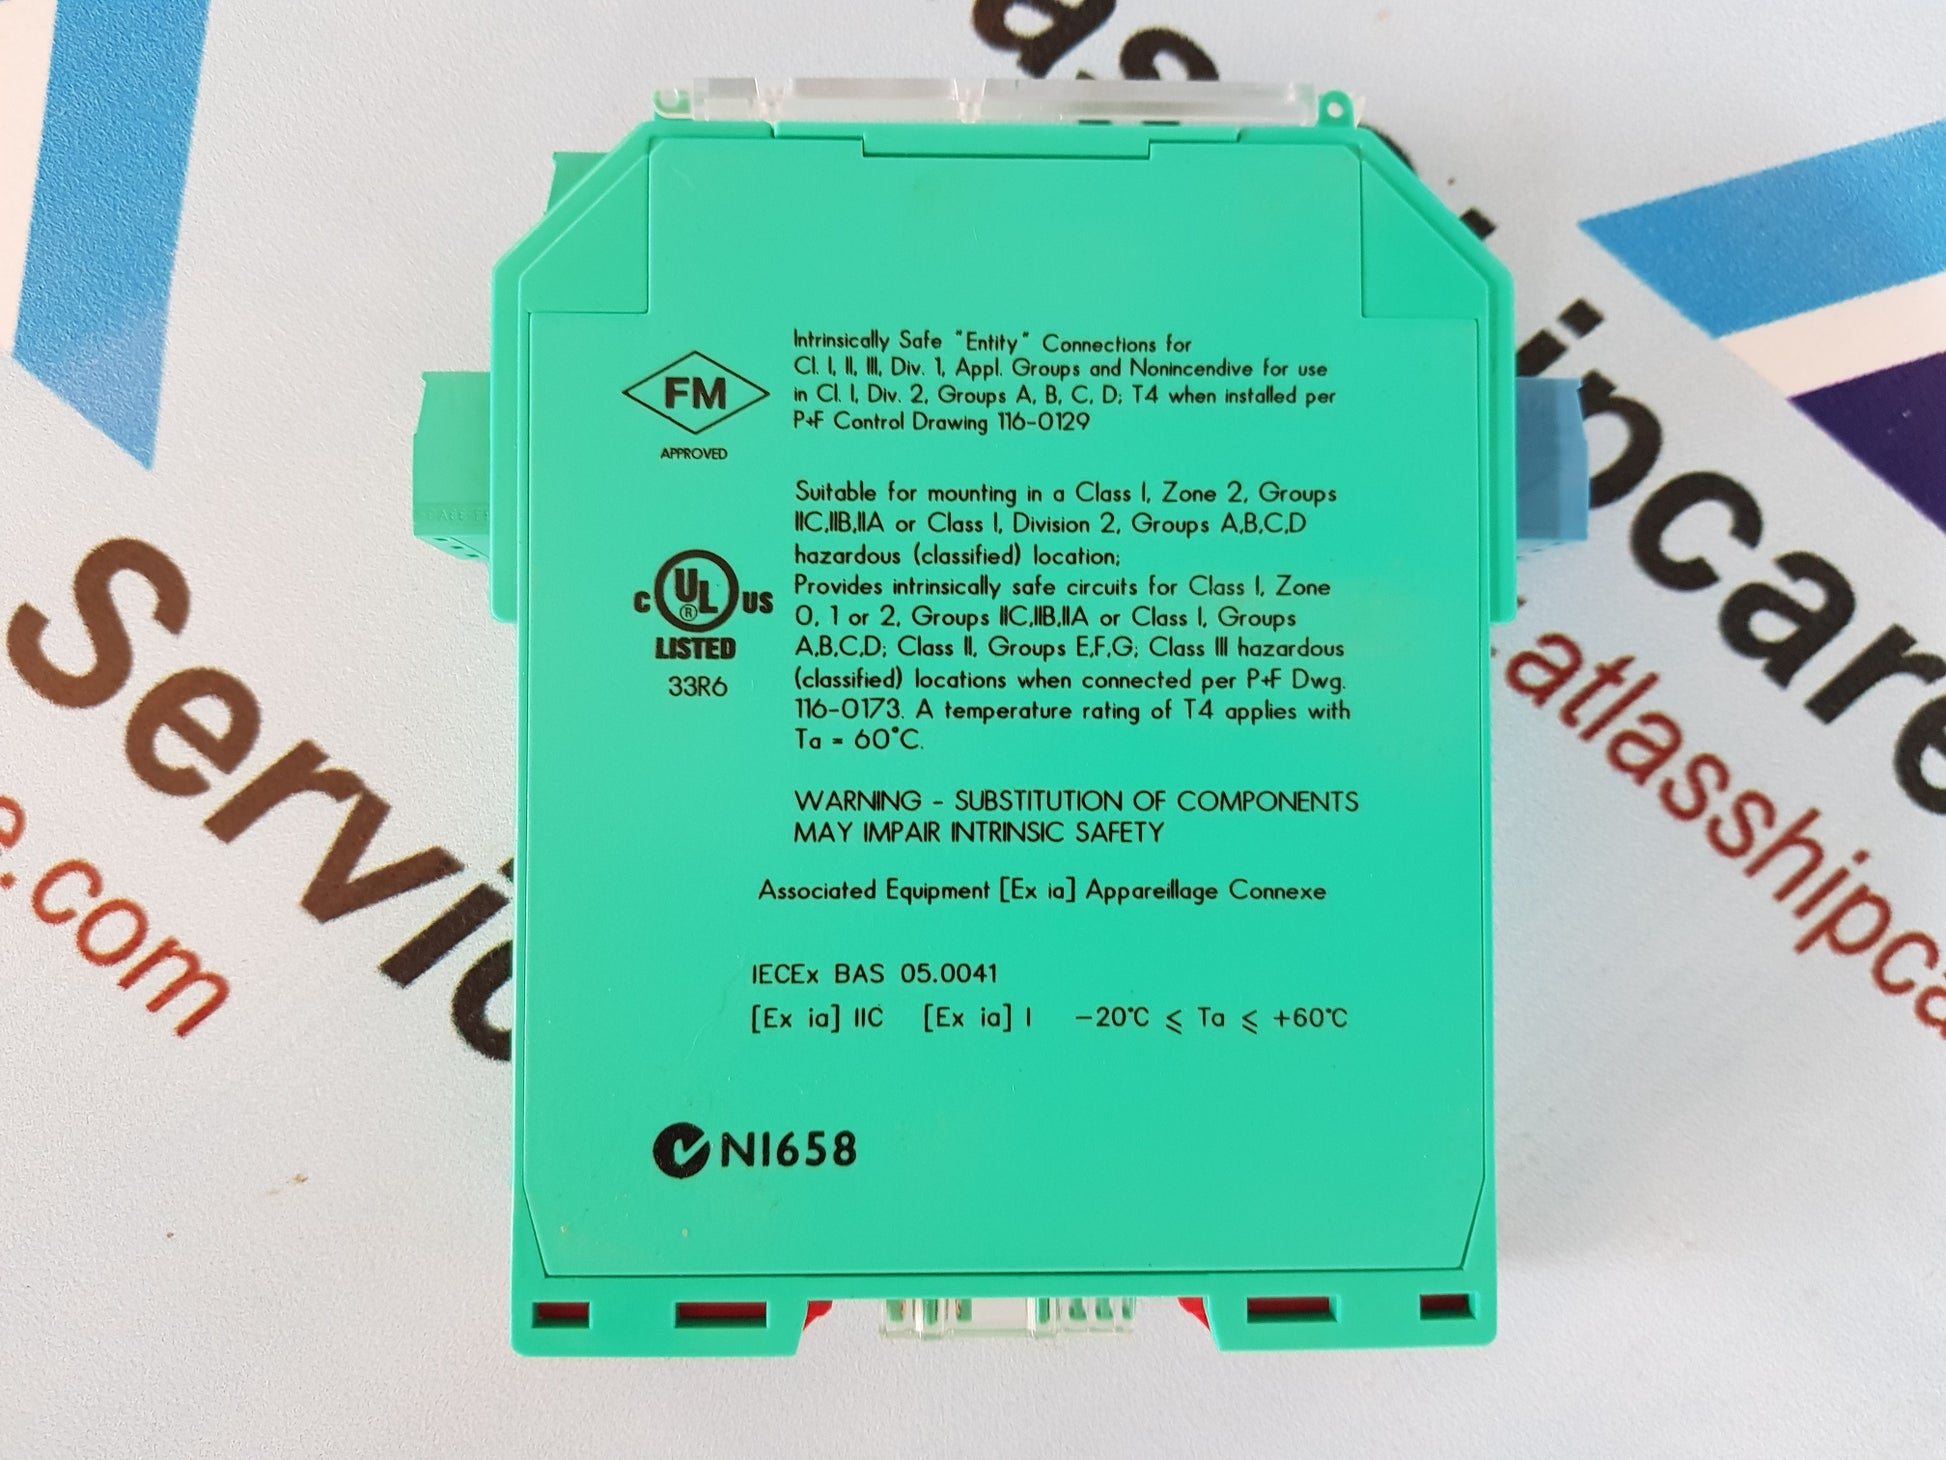 Intrinsically Safe "Entity" Connections for
Cl. I, II, III, Div. 1, Appl. Groups and Nonincendive for use
in Cl. I, Div. 2, Groups A, B, C, D; T4 when installed per
P+F Control Drawing 116-0129
FM
APPROVED
Suitable for mounting in a Class I, Zone 2, Groups
IIC,IIB,IIA or Class I, Division 2, Groups A,B,C,D
hazardous (classified) location;
Provides intrinsically safe circuits for Class I, Zone
0, 1 or 2, Groups IIC,IIB,IIA or Class I, Groups
A,B,C,D; Class II, Groups E,F,G; Class III hazardous
(classified) locations when connected per P+F Dwg.
116-0173. A temperature rating of T4 applies with
Ta = 60°C.
C UL ® US
LISTED
33R6
WARNING - SUBSTITUTION OF COMPONENTS
MAY IMPAIR INTRINSIC SAFETY
Associated Equipment [Ex ia] Appareillage Connexe
IECEx BAS 05.0041
[Ex ia] IIC [Ex ia] I -20°C ≤ Ta ≤ +60°C
N1658
Servic
e.com
ipcare
atlasshipca